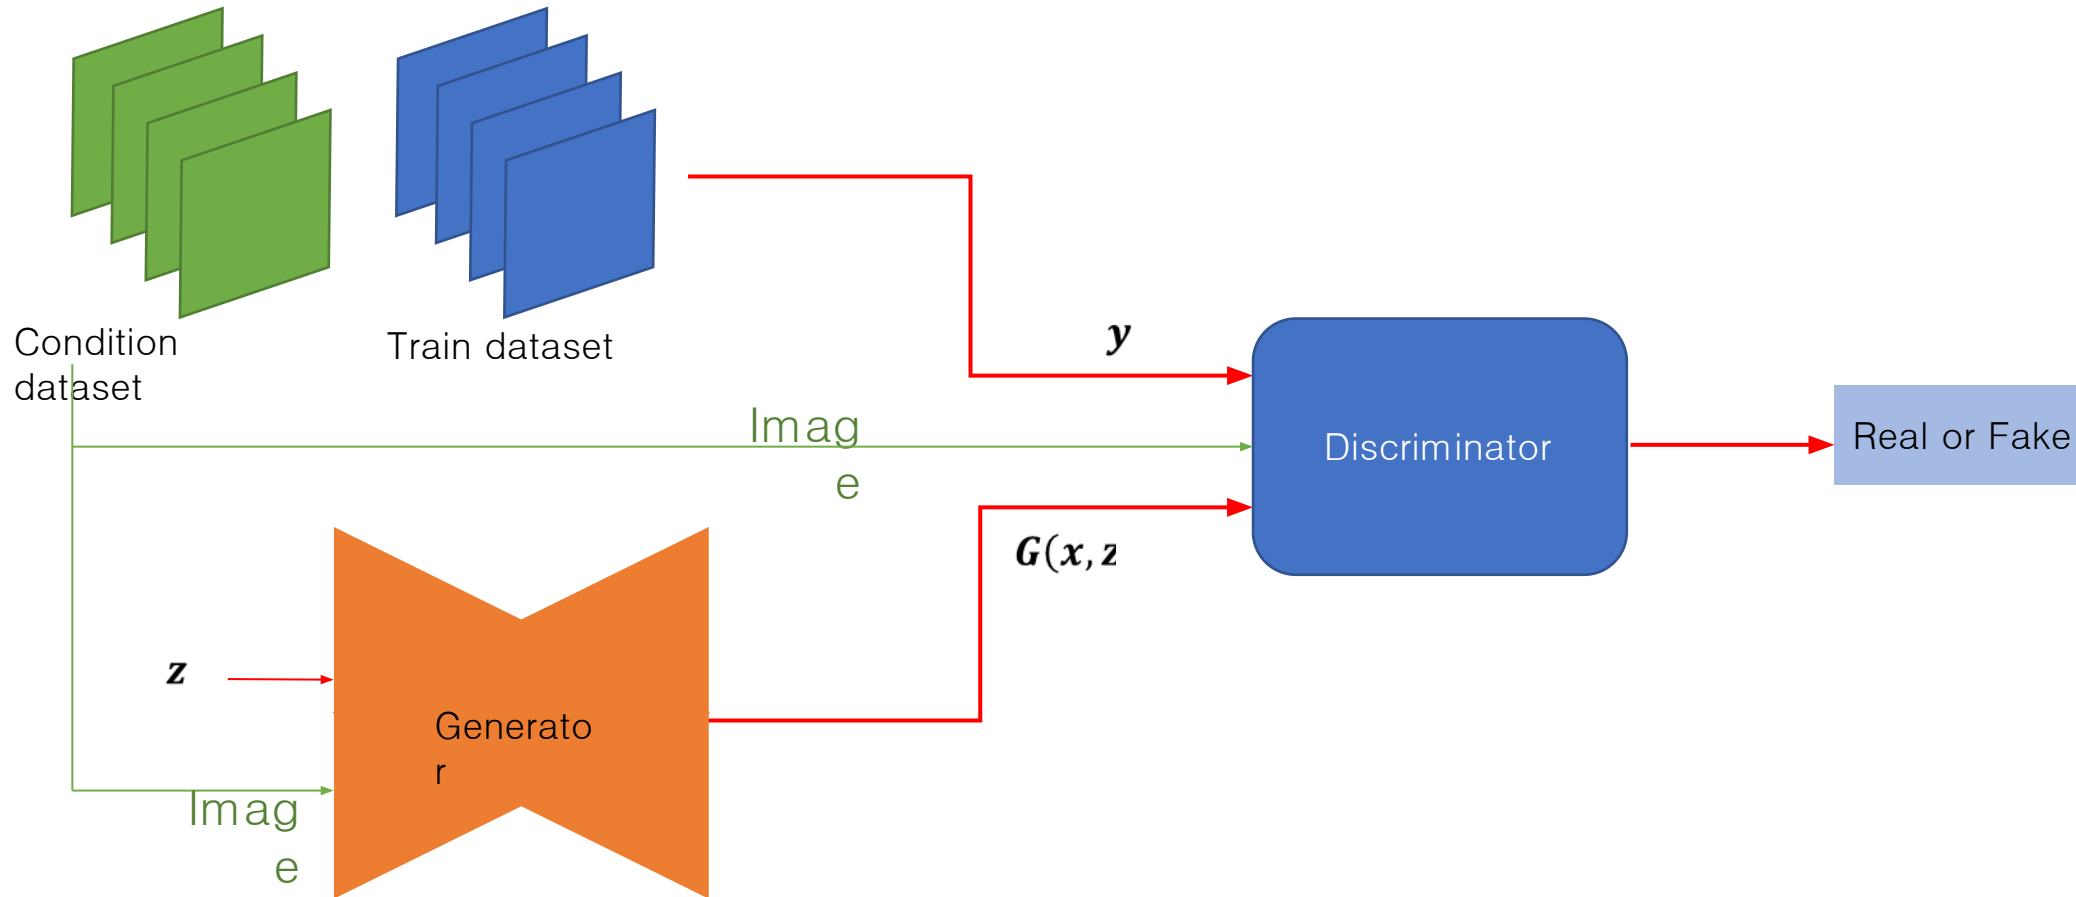 Condition
dataset
Train dataset
y
Imag
e
Discriminator
Real or Fake
G(x, z
z
Generato
r
Imag
e